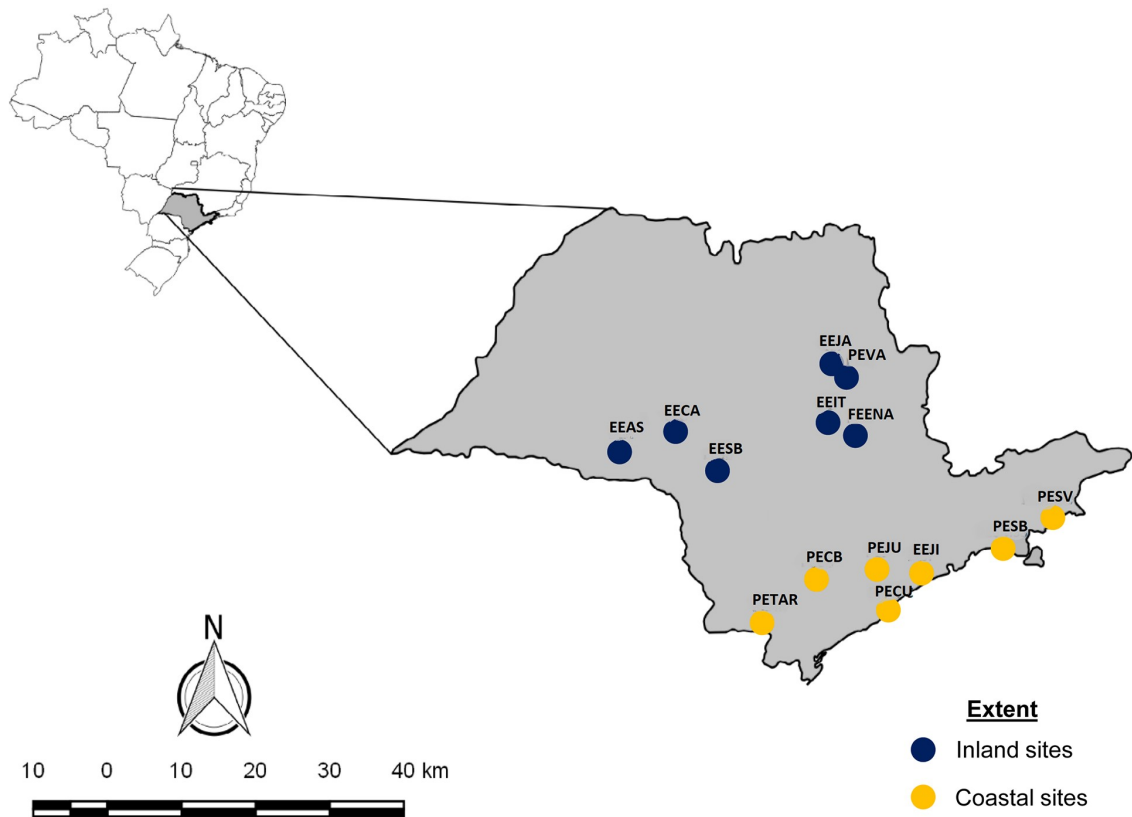 EEJA
PEVA
EEIT
FEENA
EECA
EEAS
EESB
PESV
PESB
PEJU
EEJI
PECB
PECU
PETAR
N
Extent
Inland sites
Coastal sites
10 0 10 20 30 40 km